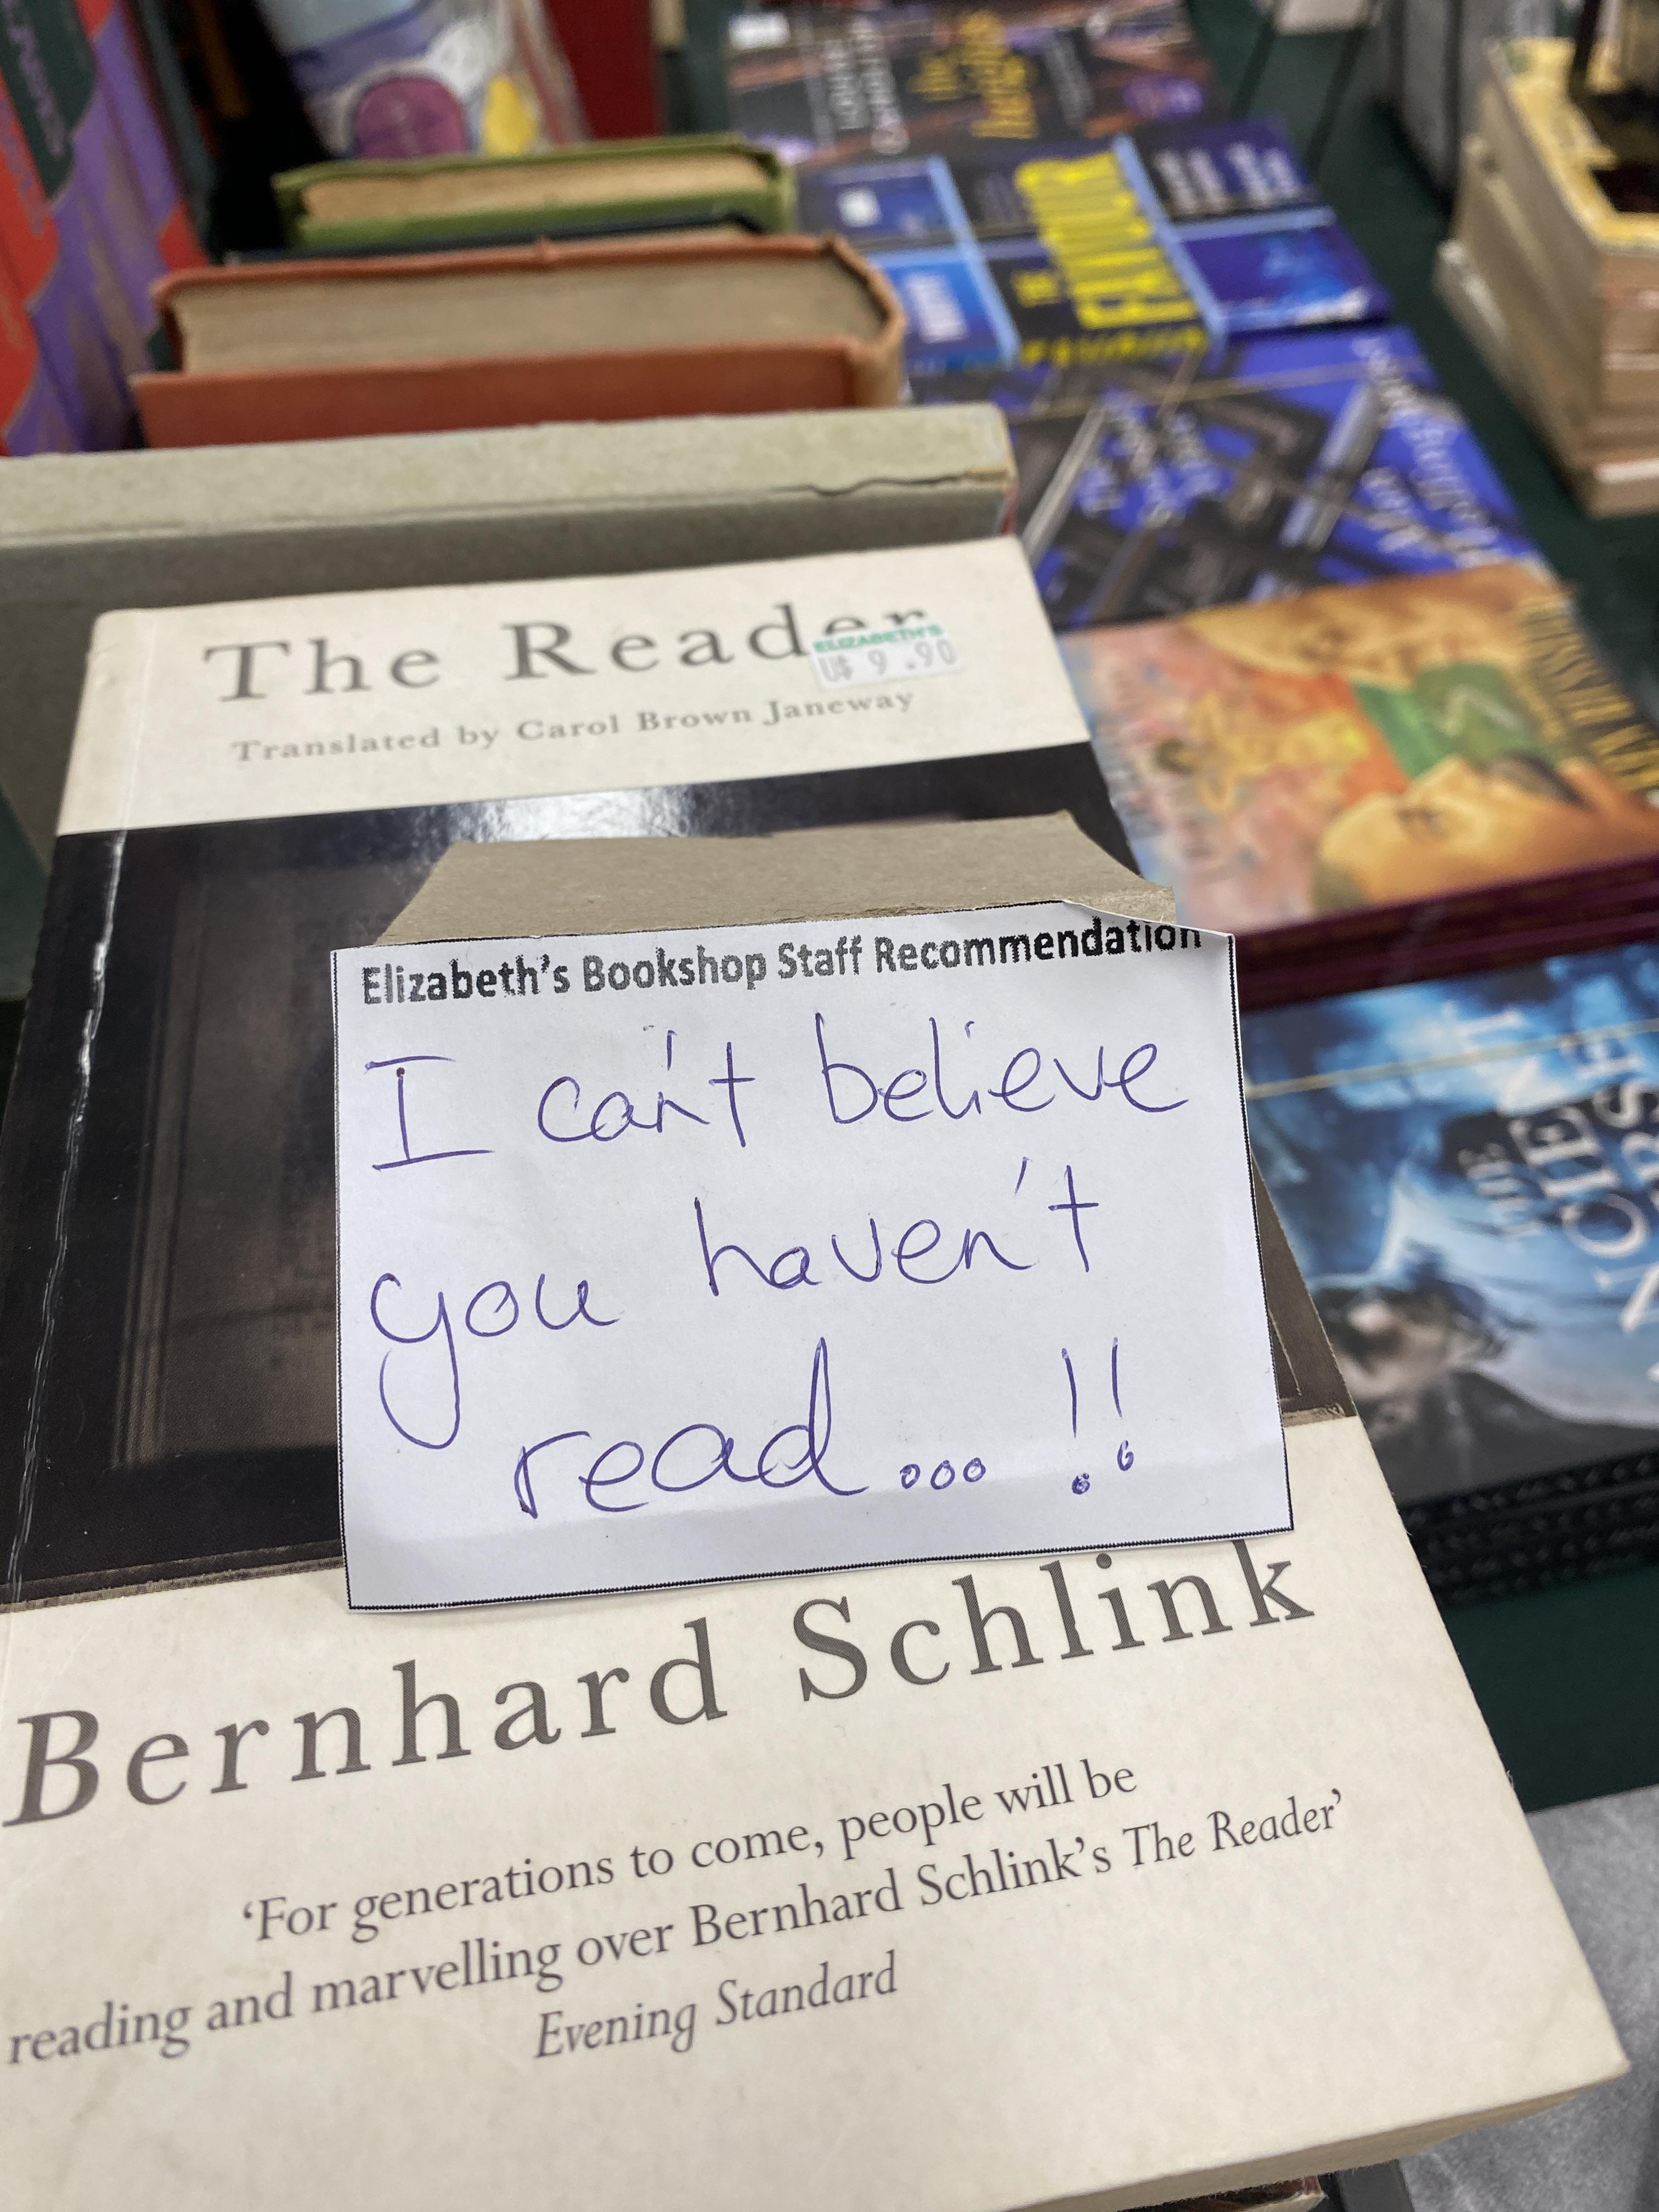 The Reader
ELIZABETH'S
U$ 9.90
Translated by Carol Brown Janeway
Elizabeth's Bookshop Staff Recommendation
I can't believe
you haven't
read...!!
Bernhard Schlink
'For generations to come, people will be
reading and marvelling over Bernhard Schlink's The Reader'
Evening Standard
THE
FAVOUR